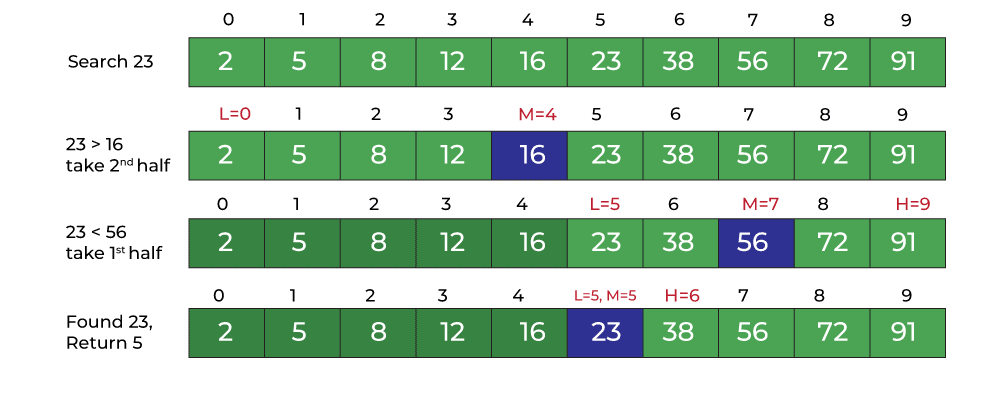 0 1 2 3 4 5 6 7 8 9
Search 23 2 5 8 12 16 23 38 56 72 91
L=0 1 2 3 M=4 5 6 7 8 9
23 > 16
take 2nd half
2 5 8 12 16 23 38 56 72 91
0 1 2 3 4 L=5 6 M=7 8 H=9
23 < 56
take 1st half
2 5 8 12 16 23 38 56 72 91
0 1 2 3 4 L=5, M=5 H=6 7 8 9
Found 23,
Return 5
2 5 8 12 16 23 38 56 72 91